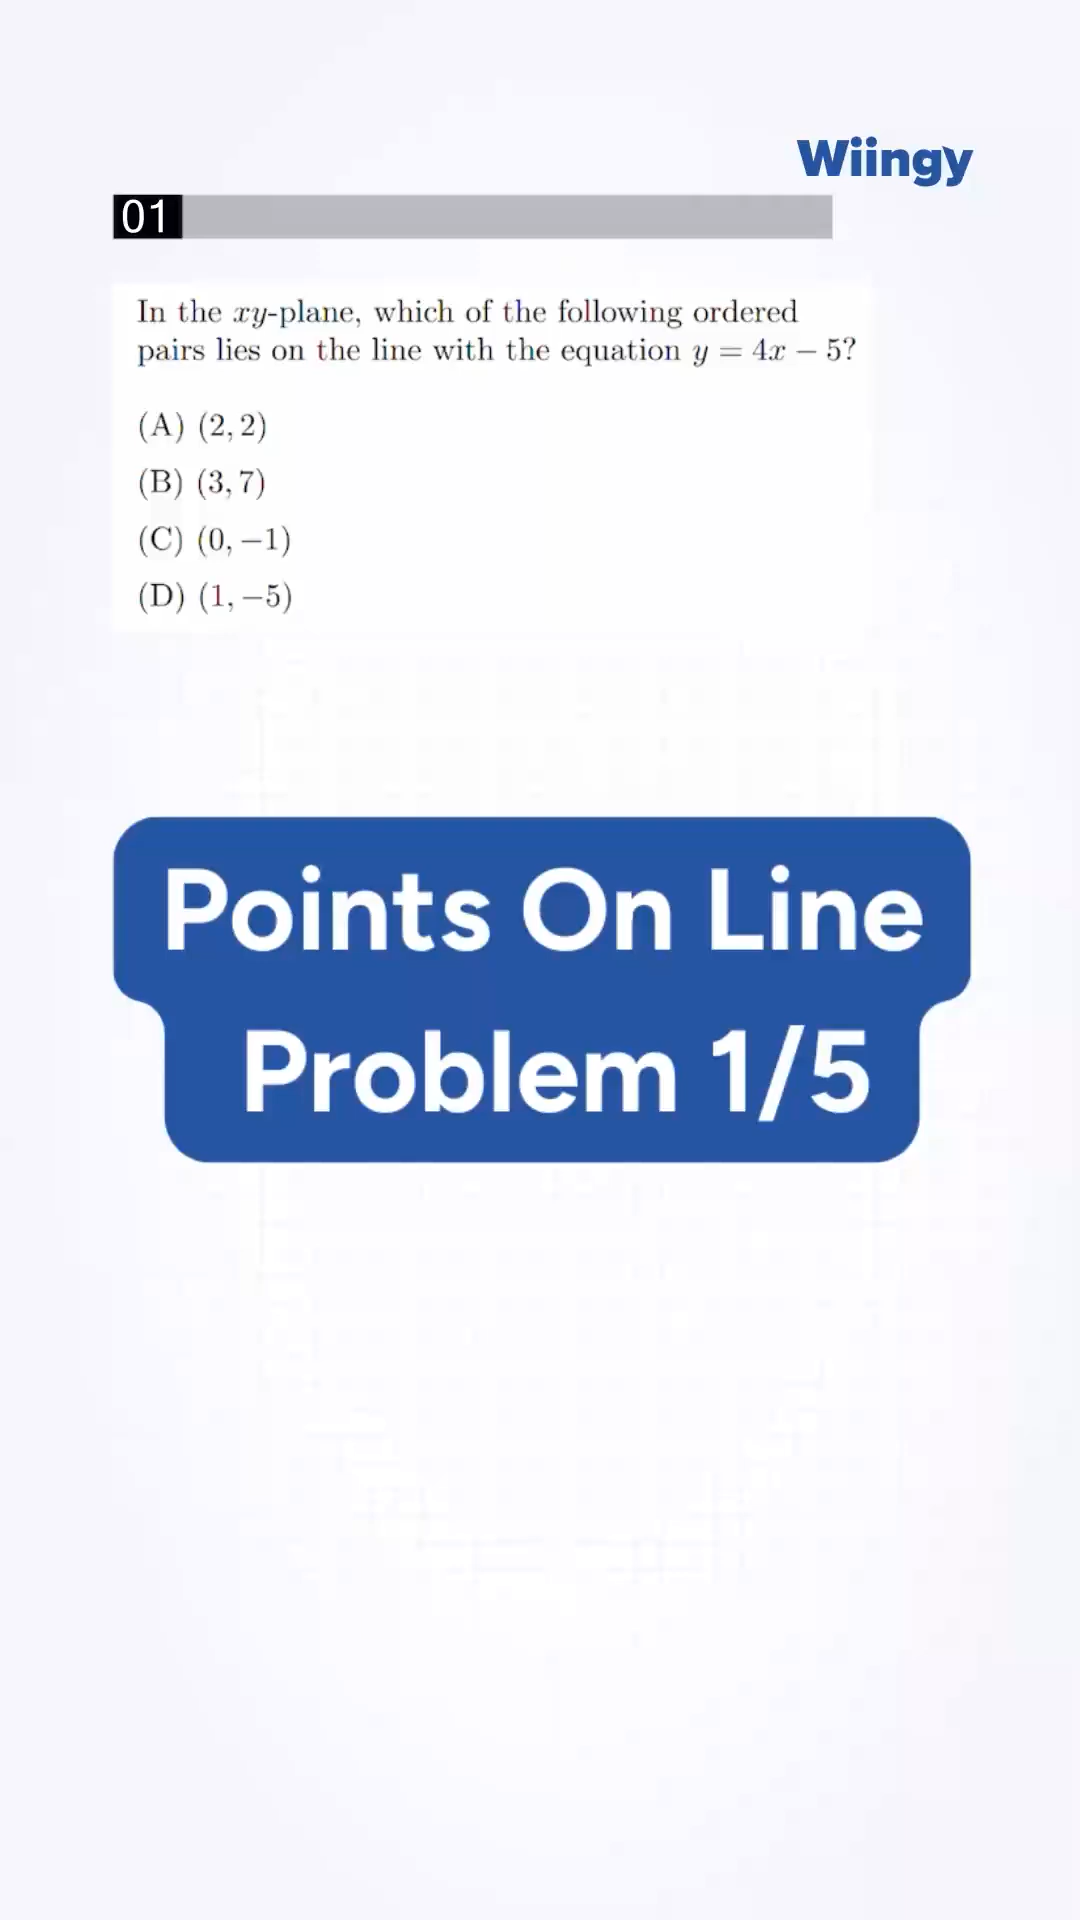 Wiingy
01
In the xy-plane, which of the following ordered
pairs lies on the line with the equation y = 4x − 5?
(A) (2, 2)
(B) (3, 7)
(C) (0, −1)
(D) (1, −5)
Points On Line
Problem 1/5